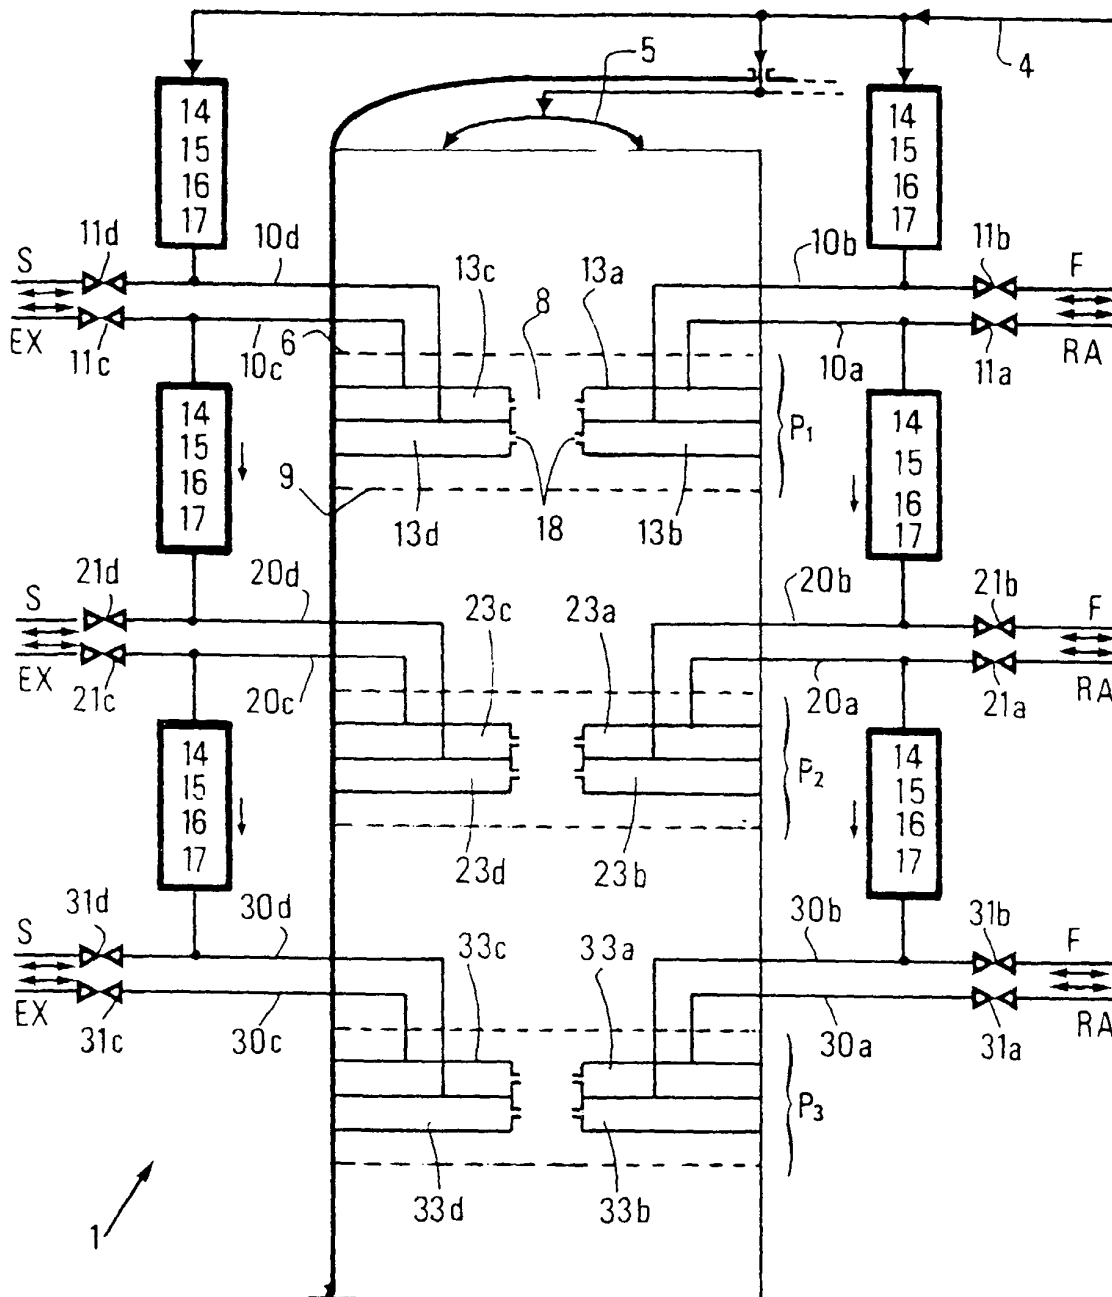 5 4
14 14
15 15
16 16
17 17
S 11d 10d 13c 8 13a 10b 11b F
EX 11c 10c 6 10a 11a RA
14 14
15 15
16 16
17 17
P1
9 13d 18 13b
S 21d 20d 23c 23a 20b 21b F
EX 21c 20c 20a 21a RA
14 14
15 15
16 16
17 17
P2
23d 23b
S 31d 30d 33c 33a 30b 31b F
EX 31c 30c 30a 31a RA
P3
33d 33b
1